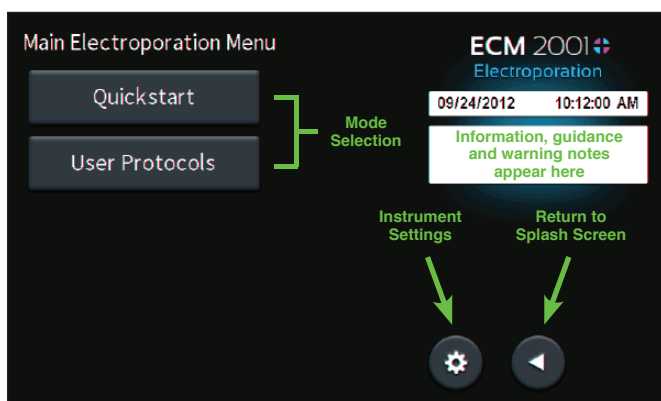 Main Electroporation Menu
Quickstart
User Protocols
Mode
Selection
ECM 2001
Electroporation
09/24/2012 10:12:00 AM
Information, guidance
and warning notes
appear here
Instrument
Settings
Return to
Splash Screen